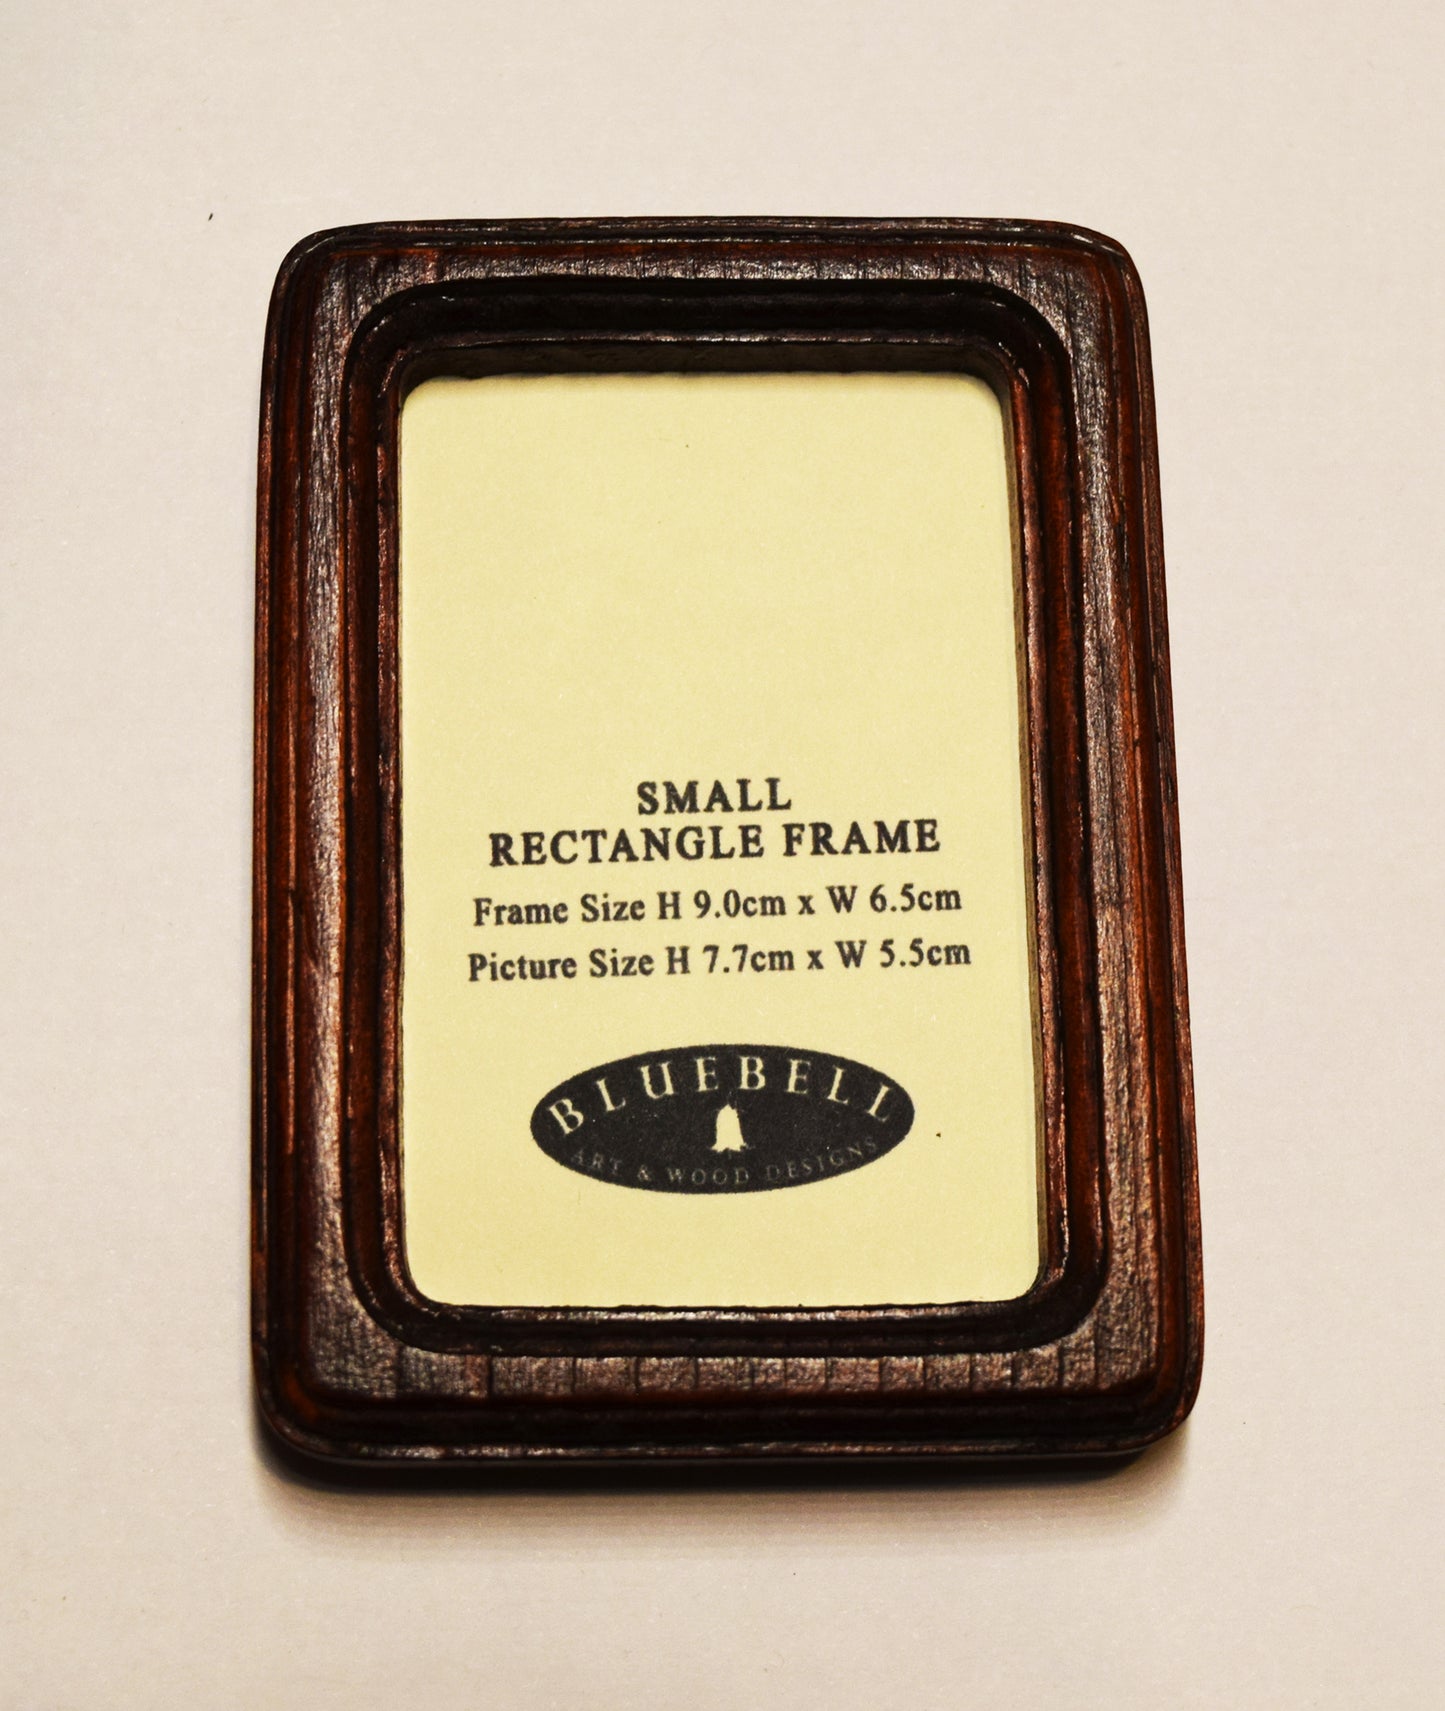 SMALL
RECTANGLE FRAME
Frame Size H 9.0cm x W 6.5cm
Picture Size H 7.7cm x W 5.5cm
BLUEBELL
ART & WOOD DESIGNS